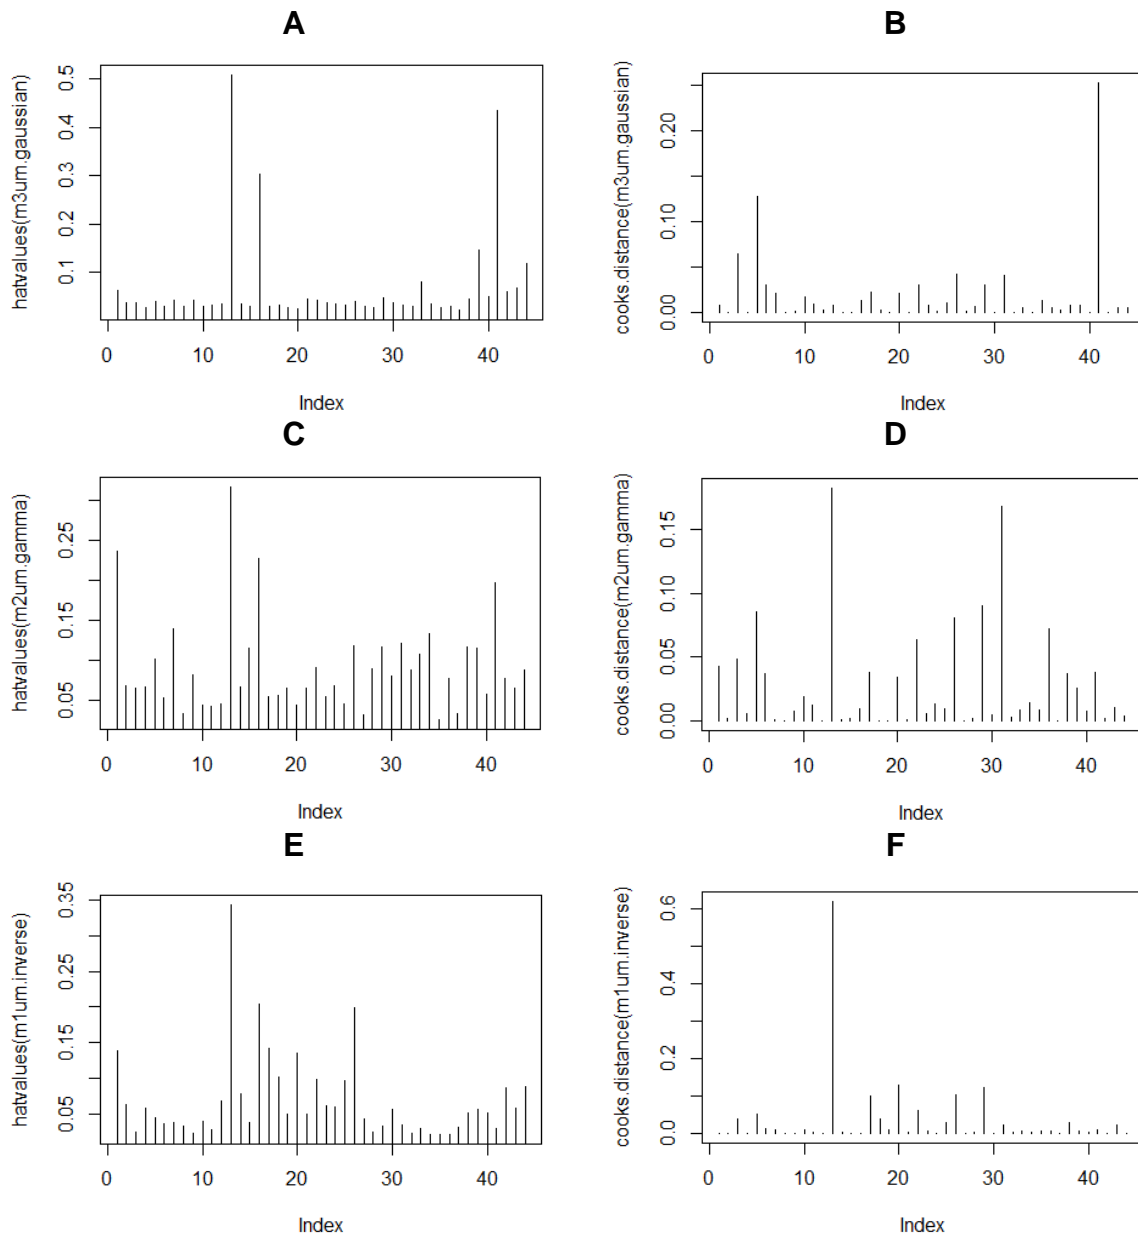 A
B
hatvalues(m3um.gaussian)
0.1
0.2
0.3
0.4
0.5
0
10
20
30
40
Index
cooks.distance(m3um.gaussian)
0.00
0.10
0.20
0
10
20
30
40
Index
C
D
hatvalues(m2um.gamma)
0.05
0.15
0.25
0
10
20
30
40
Index
cooks.distance(m2um.gamma)
0.00
0.05
0.10
0.15
0
10
20
30
40
Index
E
F
hatvalues(m1um.inverse)
0.05
0.15
0.25
0.35
0
10
20
30
40
Index
cooks.distance(m1um.inverse)
0.0
0.2
0.4
0.6
0
10
20
30
40
Index